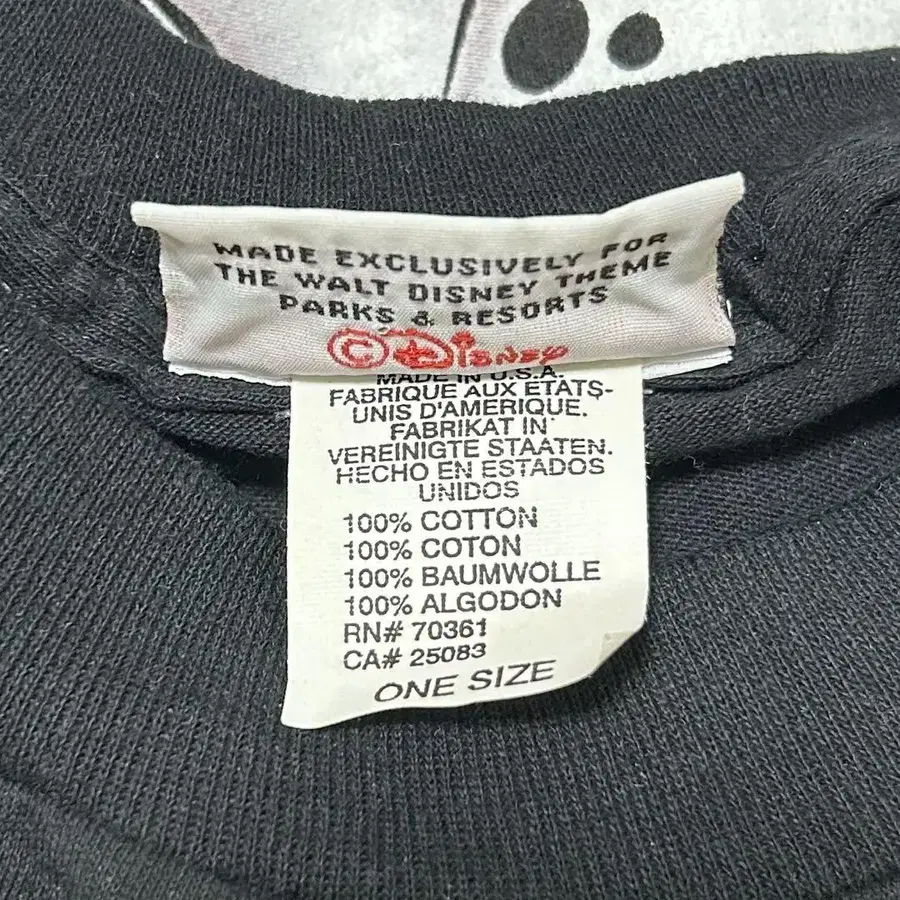 MADE EXCLUSIVELY FOR
THE WALT DISNEY THEME
PARKS & RESORTS
© Disney
MADE IN U.S.A.
FABRIQUE AUX ETATS-
UNIS D'AMERIQUE.
FABRIKAT IN
VEREINIGTE STAATEN.
HECHO EN ESTADOS
UNIDOS
100% COTTON
100% COTON
100% BAUMWOLLE
100% ALGODON
RN# 70361
CA# 25083
ONE SIZE